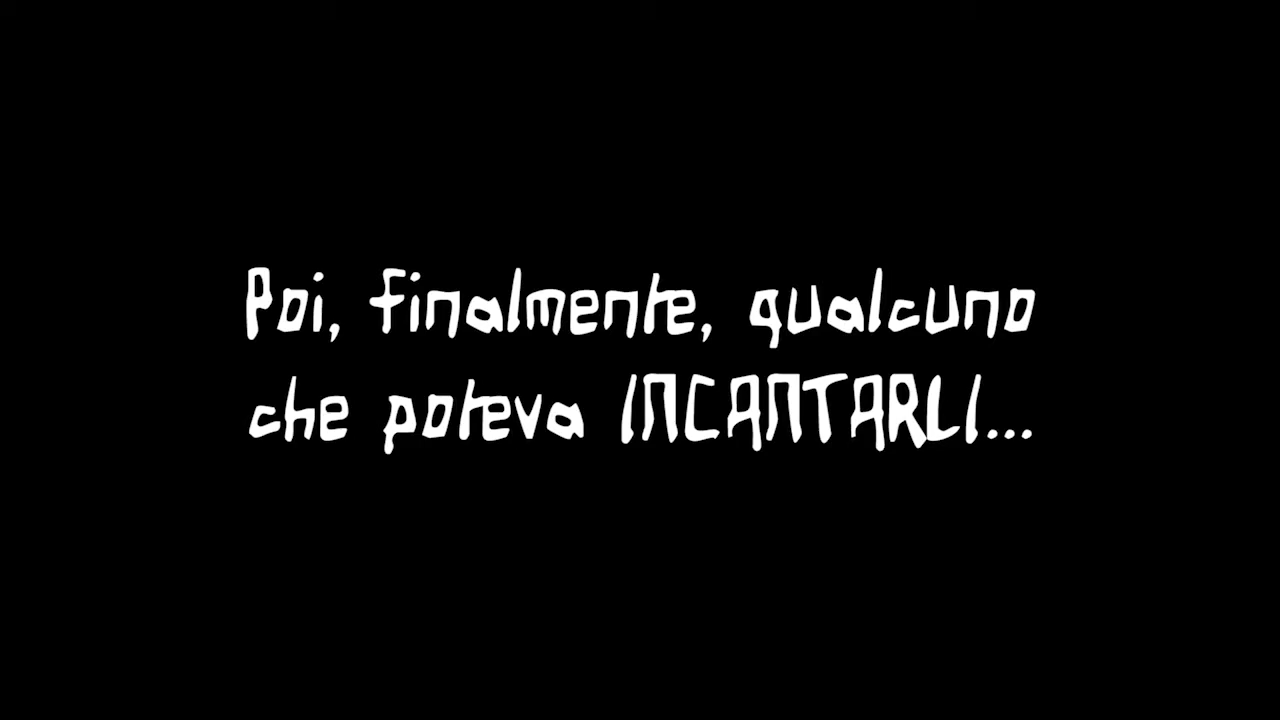 Poi, finalmente, qualcuno
che poteva INCANTARLI...